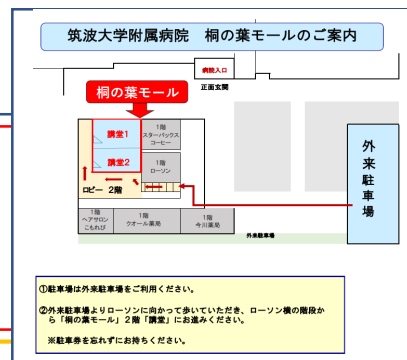 筑波大学附属病院 桐の葉モールのご案内
病院入口
正面玄関
桐の葉モール
講堂1
講堂2
1階
スターバックス
コーヒー
1階
ローソン
ロビー 2階
外来駐車場
1階
ヘアサロン
こもれび
1階
クオール薬局
1階
今川薬局
外来駐車場
①駐車場は外来駐車場をご利用ください。
②外来駐車場よりローソンに向かって歩いていただき、ローソン横の階段か
ら「桐の葉モール」2階「講堂」にお進みください。
※駐車券を忘れずにお持ちください。